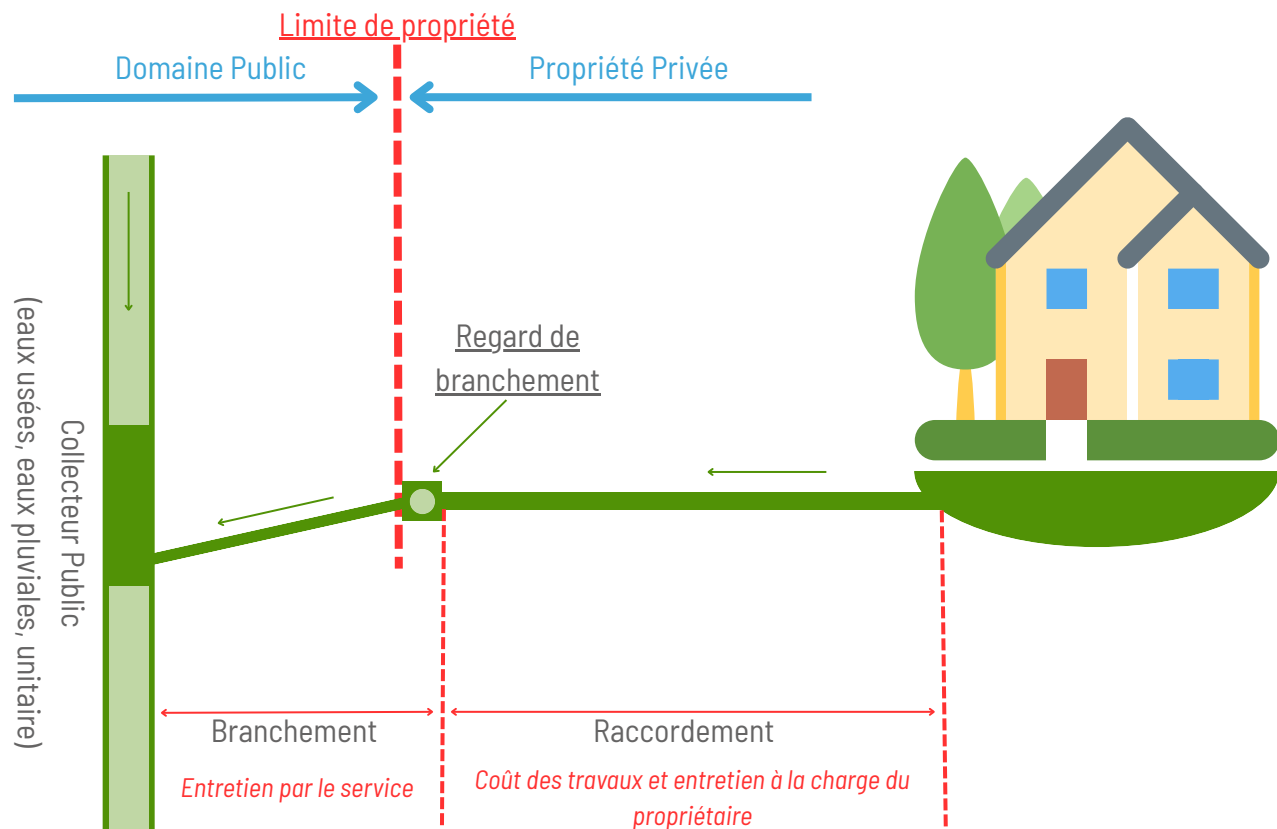 Limite de propriété
Domaine Public
Propriété Privée
Regard de
branchement
Collecteur Public
(eaux usées, eaux pluviales, unitaire)
Branchement
Raccordement
Entretien par le service
Coût des travaux et entretien à la charge du
propriétaire